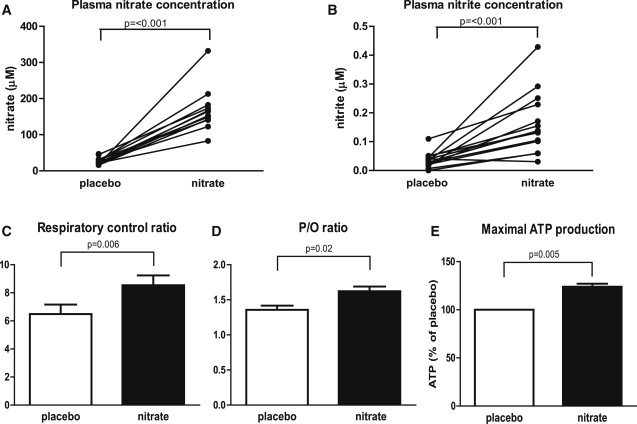 A
Plasma nitrate concentration
p=<0.001
nitrate (μM)
400
300
200
100
0
placebo
nitrate
B
Plasma nitrite concentration
p=<0.001
nitrite (μM)
0.5
0.4
0.3
0.2
0.1
0.0
placebo
nitrate
C
Respiratory control ratio
p=0.006
10
8
6
4
2
0
placebo
nitrate
D
P/O ratio
p=0.02
2.0
1.5
1.0
0.5
0.0
placebo
nitrate
E
Maximal ATP production
p=0.005
ATP (% of placebo)
150
100
50
0
placebo
nitrate